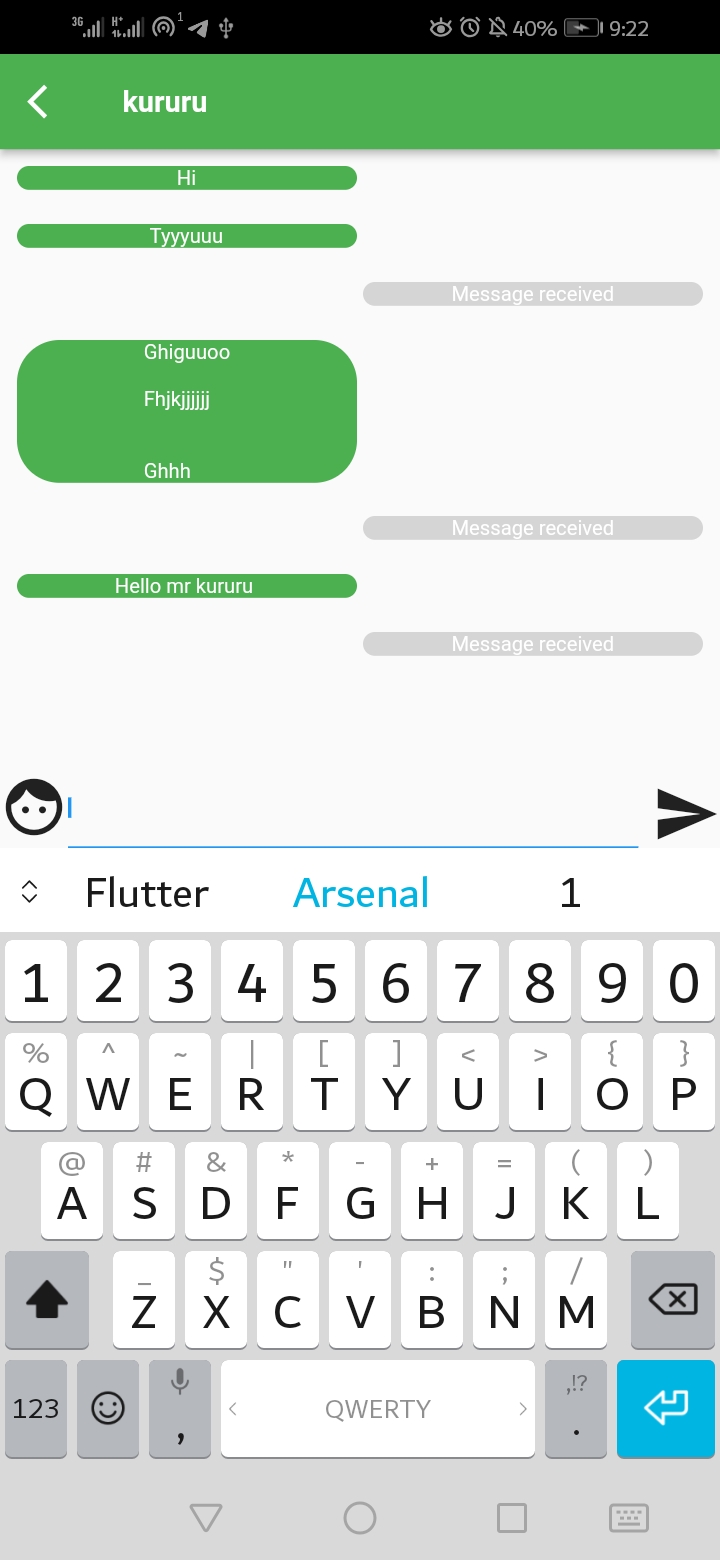 3G H+ 1 40% 9:22
kururu
Hi
Tyyyuuu
Message received
Ghiguuoo
Fhjkjjjjjj
Ghhh
Message received
Hello mr kururu
Message received
Flutter Arsenal 1
1 2 3 4 5 6 7 8 9 0
% ^ ~ | [ ] < > { }
Q W E R T Y U I O P
@ # & * - + = ( )
A S D F G H J K L
_ $ " ' : ; /
Z X C V B N M
,!?
123 , QWERTY .